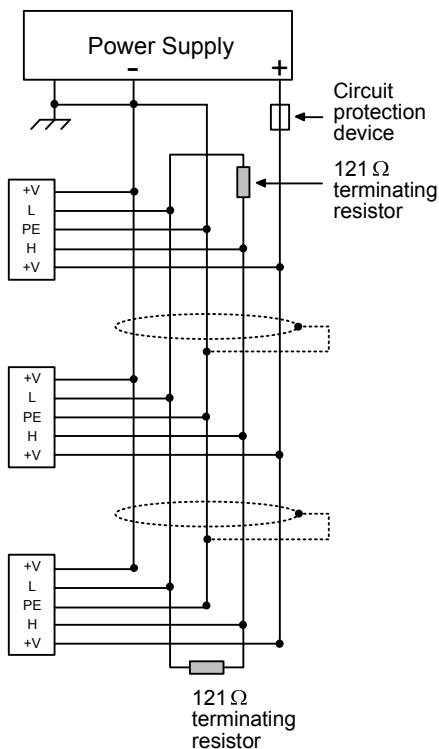 Power Supply
-
+
Circuit
protection
device
121 Ω
terminating
resistor
+V
L
PE
H
+V
+V
L
PE
H
+V
+V
L
PE
H
+V
121 Ω
terminating
resistor